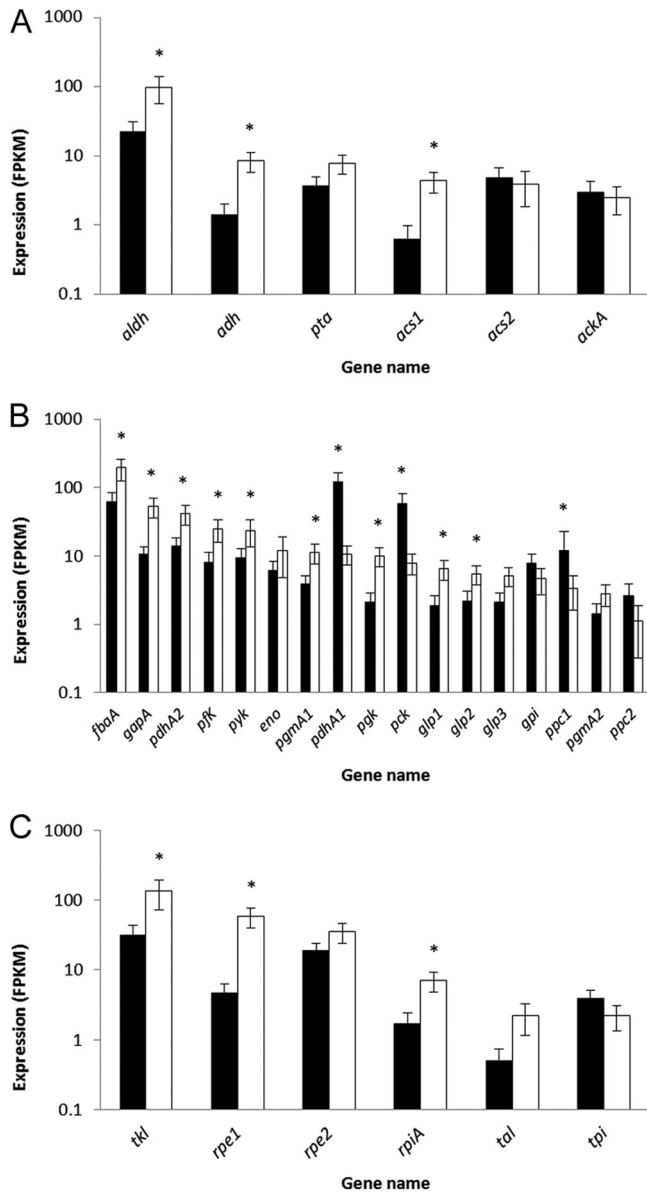 A
1000
100
10
1
0.1
Expression (FPKM)
* * *
aldh adh pta acs1 acs2 ackA
Gene name
B
1000
100
10
1
0.1
Expression (FPKM)
* * * * * * * * * * * *
fbaA gapA pdhA2 pfK pyk eno pgmA1 pdhA1 pgk pck glp1 glp2 glp3 gpi ppc1 pgmA2 ppc2
Gene name
C
1000
100
10
1
0.1
Expression (FPKM)
* * *
tkl rpe1 rpe2 rpiA tal tpi
Gene name